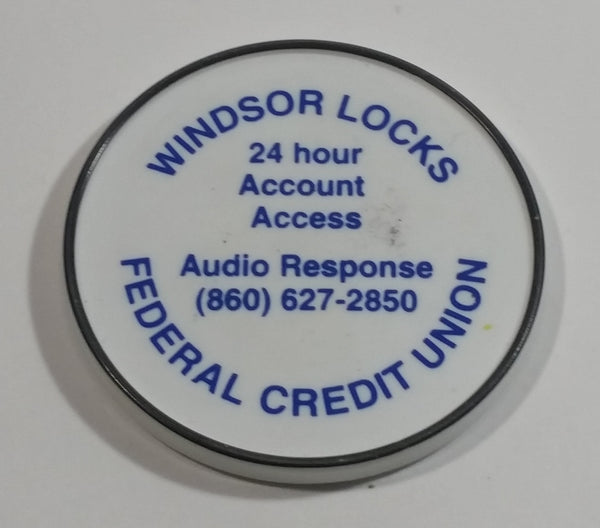 WINDSOR LOCKS
24 hour
Account
Access
Audio Response
(860) 627-2850
FEDERAL CREDIT UNION